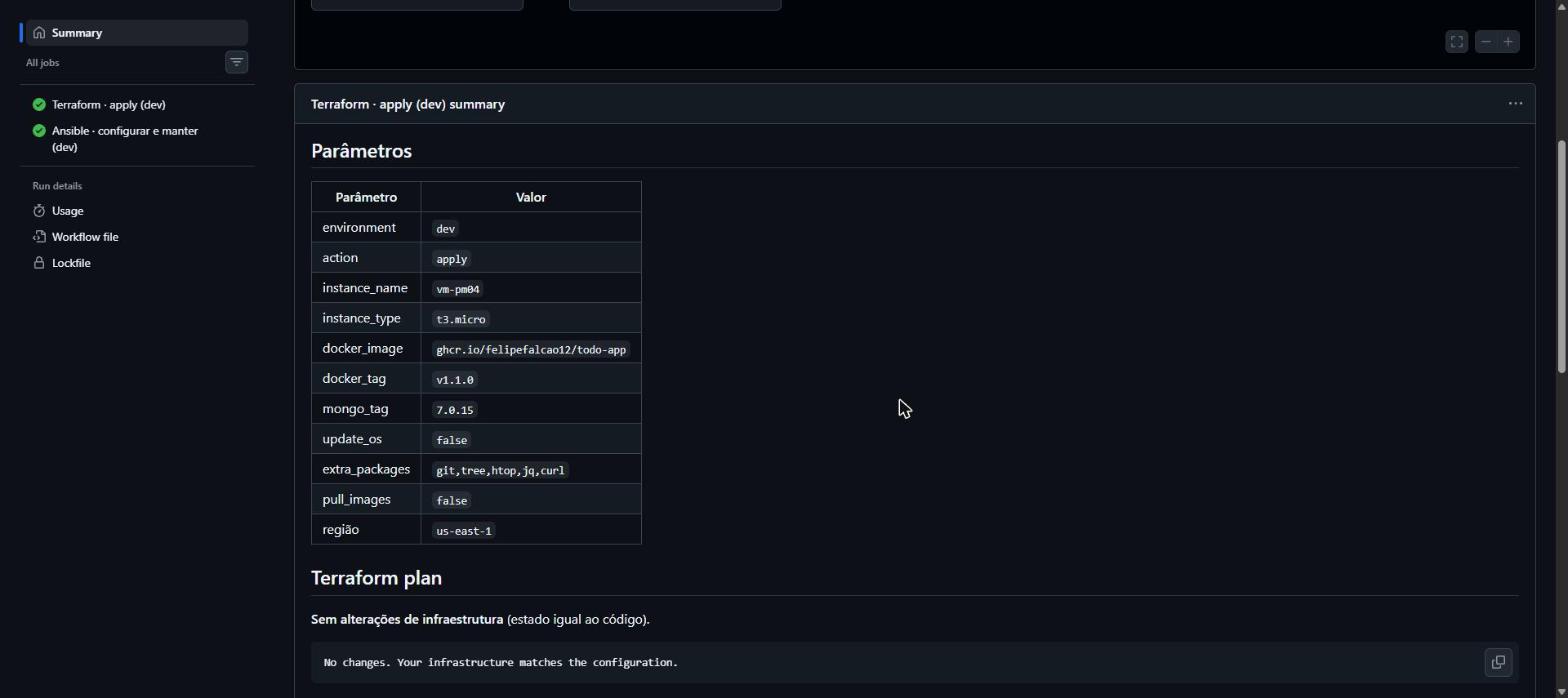 Summary
All jobs
Terraform · apply (dev)
Ansible · configurar e manter
(dev)
Run details
Usage
Workflow file
Lockfile
Terraform · apply (dev) summary
Parâmetros
Parâmetro Valor
environment dev
action apply
instance_name vm-pm04
instance_type t3.micro
docker_image ghcr.io/felipefalcao12/todo-app
docker_tag v1.1.0
mongo_tag 7.0.15
update_os false
extra_packages git,tree,htop,jq,curl
pull_images false
região us-east-1
Terraform plan
Sem alterações de infraestrutura (estado igual ao código).
No changes. Your infrastructure matches the configuration.